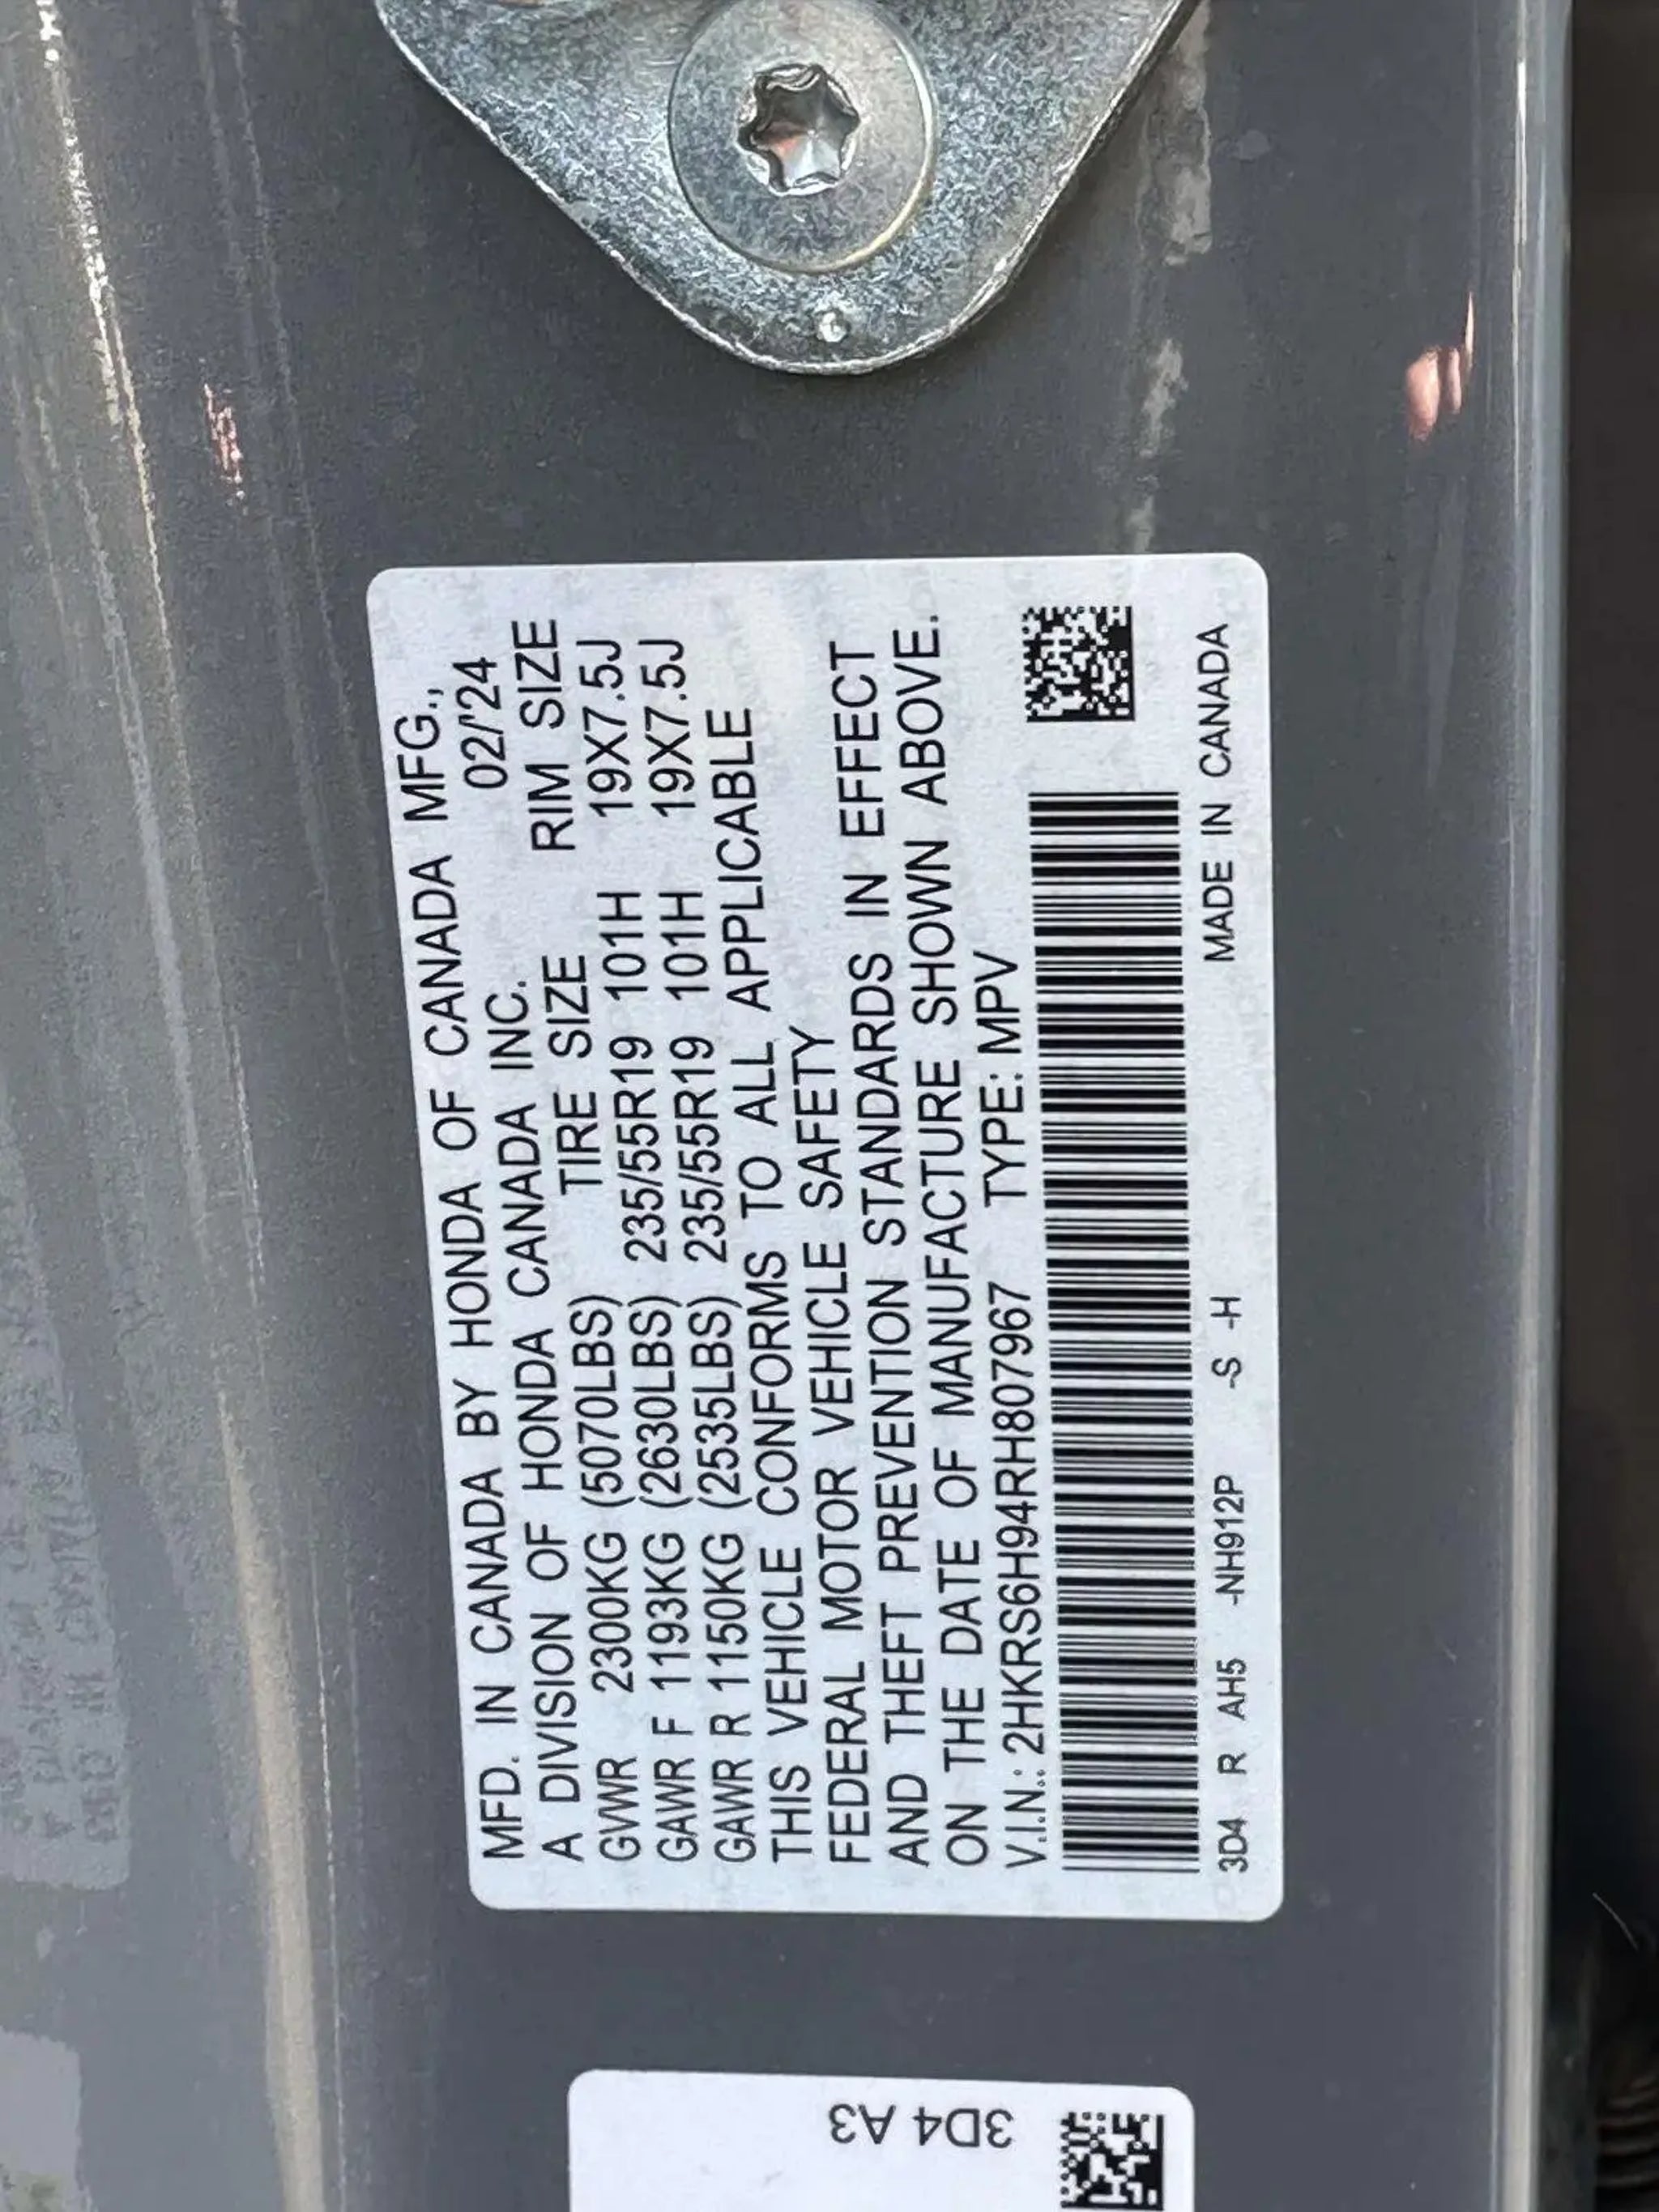 MFD. IN CANADA BY HONDA OF CANADA MFG.,
A DIVISION OF HONDA CANADA INC. 02/'24
TIRE SIZE RIM SIZE
GVWR 2300KG (5070LBS) 235/55R19 101H 19X7.5J
GAWR F 1193KG (2630LBS) 235/55R19 101H 19X7.5J
GAWR R 1150KG (2535LBS)
THIS VEHICLE CONFORMS TO ALL APPLICABLE
FEDERAL MOTOR VEHICLE SAFETY
AND THEFT PREVENTION STANDARDS IN EFFECT
ON THE DATE OF MANUFACTURE SHOWN ABOVE.
V.I.N.: 2HKRS6H94RH807967 TYPE: MPV
3D4 R AH5 -NH912P -S -H MADE IN CANADA
3D4 A3